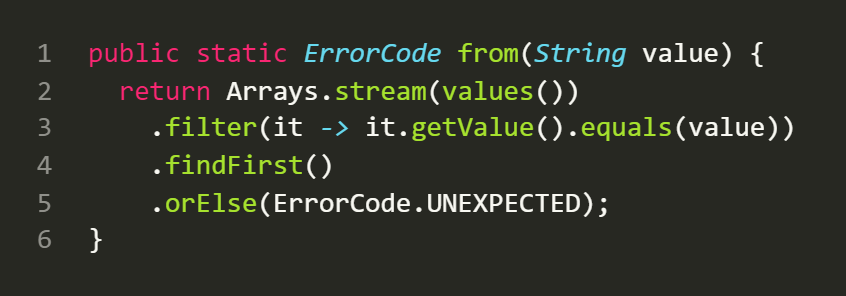 1 public static ErrorCode from(String value) {
2 return Arrays.stream(values())
3 .filter(it -> it.getValue().equals(value))
4 .findFirst()
5 .orElse(ErrorCode.UNEXPECTED);
6 }